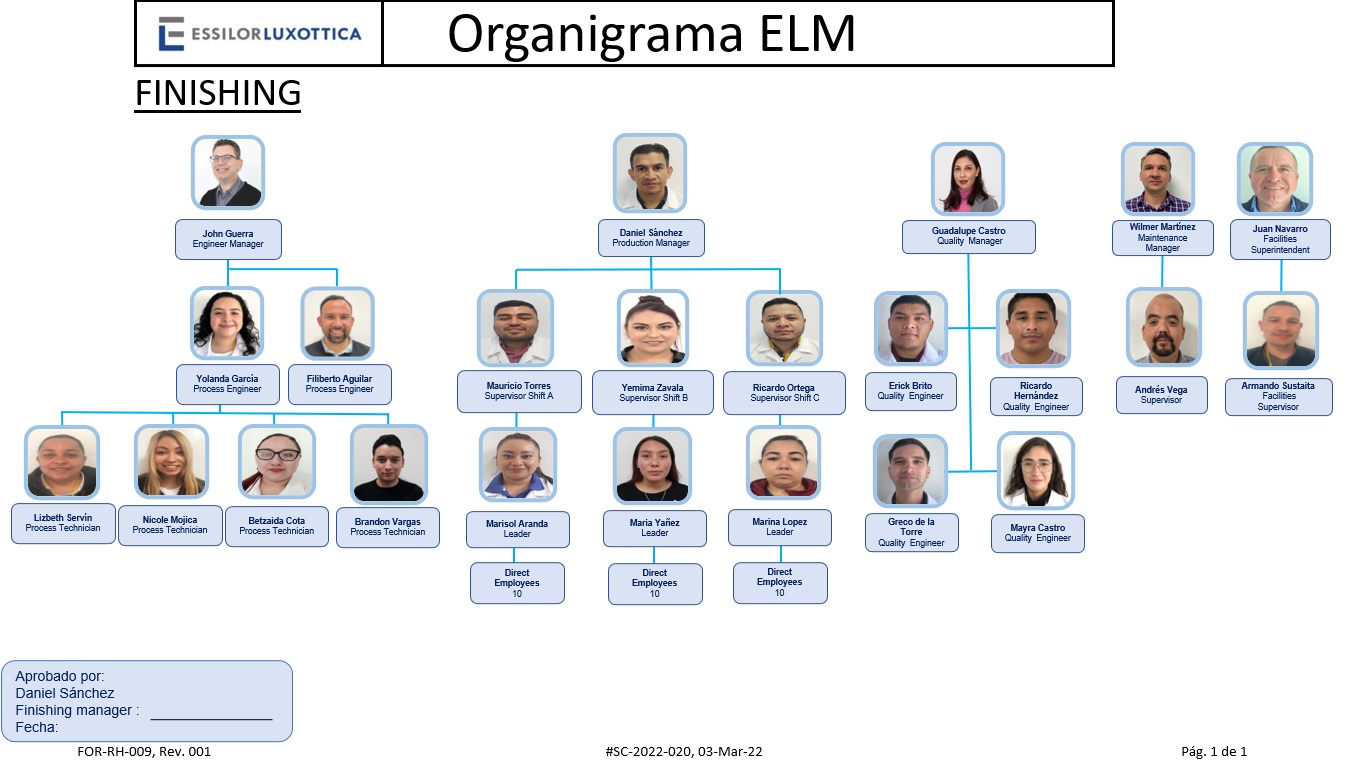 ESSILORLUXOTTICA
Organigrama ELM
FINISHING
John Guerra
Engineer Manager
Daniel Sánchez
Production Manager
Guadalupe Castro
Quality Manager
Wilmer Martínez
Maintenance
Manager
Juan Navarro
Facilities
Superintendent
Yolanda García
Process Engineer
Filiberto Aguilar
Process Engineer
Mauricio Torres
Supervisor Shift A
Yemima Zavala
Supervisor Shift B
Ricardo Ortega
Supervisor Shift C
Erick Brito
Quality Engineer
Ricardo
Hernández
Quality Engineer
Andrés Vega
Supervisor
Armando Sustaita
Facilities
Supervisor
Lizbeth Servín
Process Technician
Nicole Mojica
Process Technician
Betzaida Cota
Process Technician
Brandon Vargas
Process Technician
Marisol Aranda
Leader
Maria Yañez
Leader
Marina Lopez
Leader
Greco de la
Torre
Quality Engineer
Mayra Castro
Quality Engineer
Direct
Employees
10
Direct
Employees
10
Direct
Employees
10
Aprobado por:
Daniel Sánchez
Finishing manager : ________________
Fecha:
FOR-RH-009, Rev. 001
#SC-2022-020, 03-Mar-22
Pág. 1 de 1